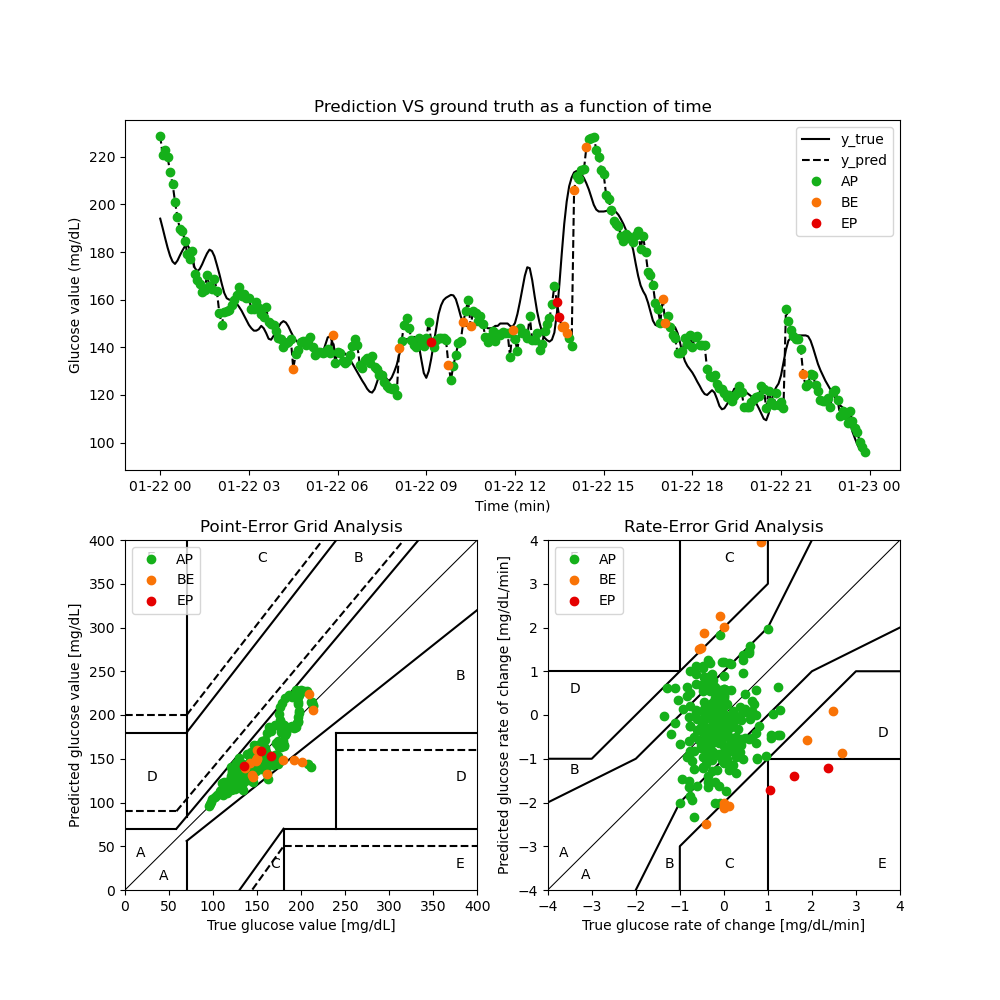 Prediction VS ground truth as a function of time
Glucose value (mg/dL)
220
200
180
160
140
120
100
y_true
y_pred
AP
BE
EP
01-22 00 01-22 03 01-22 06 01-22 09 01-22 12 01-22 15 01-22 18 01-22 21 01-23 00
Time (min)
Point-Error Grid Analysis
Predicted glucose value [mg/dL]
400
350
300
250
200
150
100
50
0
AP
BE
EP
C
B
B
D
D
A
A
C
E
0 50 100 150 200 250 300 350 400
True glucose value [mg/dL]
Rate-Error Grid Analysis
Predicted glucose rate of change [mg/dL/min]
4
3
2
1
0
−1
−2
−3
−4
AP
BE
EP
C
D
D
B
A
A
B
C
E
−4 −3 −2 −1 0 1 2 3 4
True glucose rate of change [mg/dL/min]